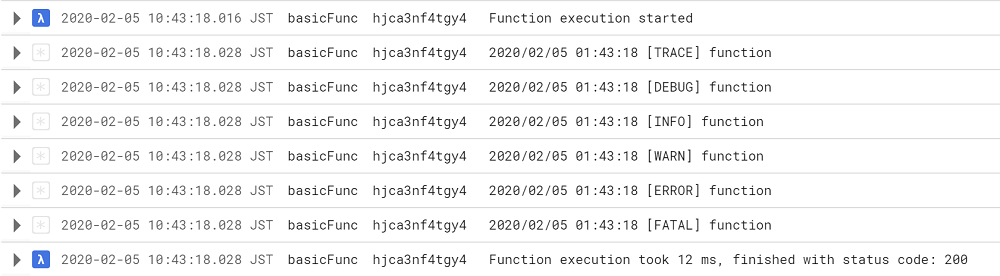 λ 2020-02-05 10:43:18.016 JST basicFunc hjca3nf4tgy4 Function execution started
* 2020-02-05 10:43:18.028 JST basicFunc hjca3nf4tgy4 2020/02/05 01:43:18 [TRACE] function
* 2020-02-05 10:43:18.028 JST basicFunc hjca3nf4tgy4 2020/02/05 01:43:18 [DEBUG] function
* 2020-02-05 10:43:18.028 JST basicFunc hjca3nf4tgy4 2020/02/05 01:43:18 [INFO] function
* 2020-02-05 10:43:18.028 JST basicFunc hjca3nf4tgy4 2020/02/05 01:43:18 [WARN] function
* 2020-02-05 10:43:18.028 JST basicFunc hjca3nf4tgy4 2020/02/05 01:43:18 [ERROR] function
* 2020-02-05 10:43:18.028 JST basicFunc hjca3nf4tgy4 2020/02/05 01:43:18 [FATAL] function
λ 2020-02-05 10:43:18.028 JST basicFunc hjca3nf4tgy4 Function execution took 12 ms, finished with status code: 200